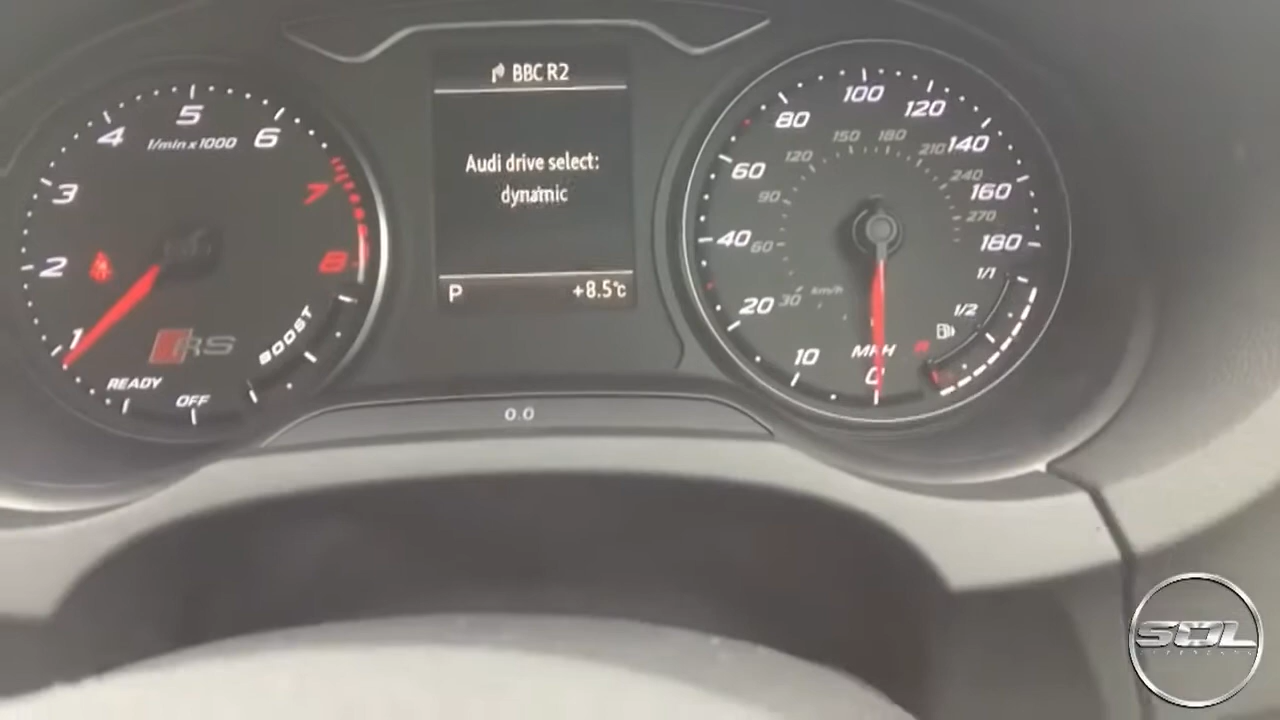 BBC R2
Audi drive select:
dynamic
P
+8.5°c
1
2
3
4
5
6
7
8
1/min x 1000
RS
READY
OFF
BOOST
0
10
20
40
60
80
100
120
140
160
180
MPH
30
60
90
120
150
180
210
240
270
km/h
1/1
1/2
0.0
SOL